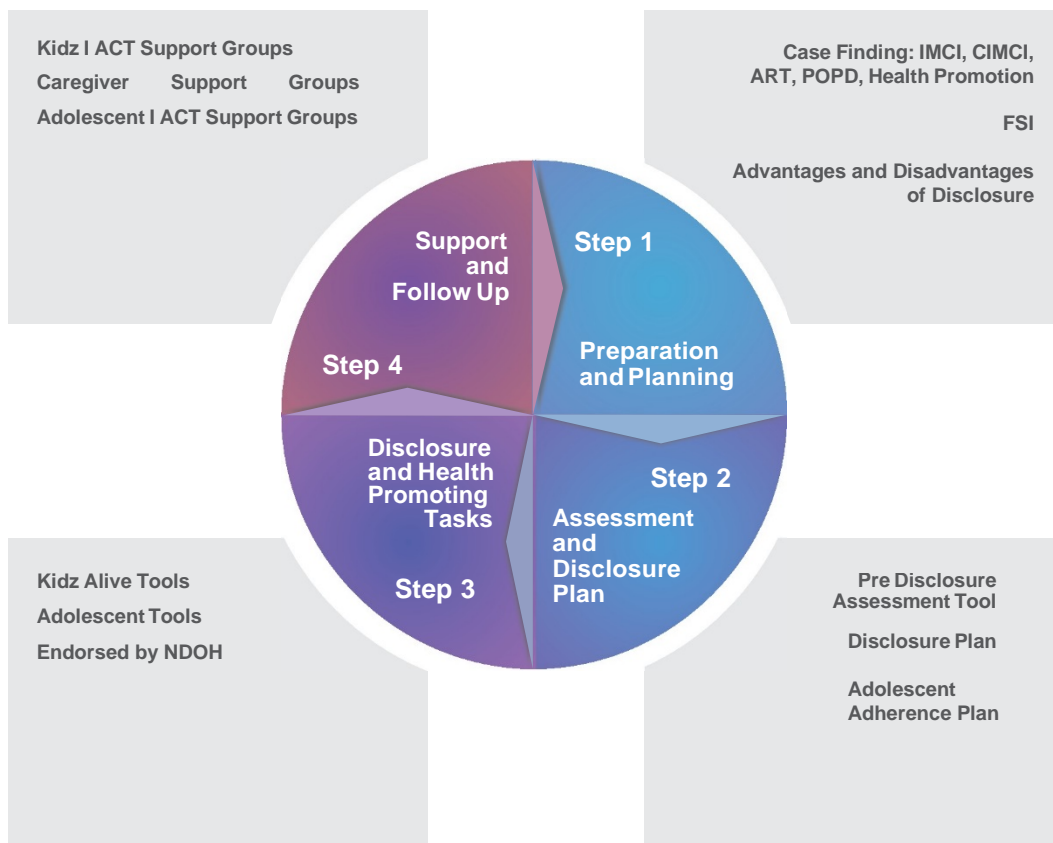 Kidz I ACT Support Groups
Caregiver Support Groups
Adolescent I ACT Support Groups
Case Finding: IMCI, CIMCI,
ART, POPD, Health Promotion
FSI
Advantages and Disadvantages
of Disclosure
Step 1
Preparation
and Planning
Step 2
Assessment
and
Disclosure
Plan
Disclosure
and Health
Promoting
Tasks
Step 3
Support
and
Follow Up
Step 4
Kidz Alive Tools
Adolescent Tools
Endorsed by NDOH
Pre Disclosure
Assessment Tool
Disclosure Plan
Adolescent
Adherence Plan